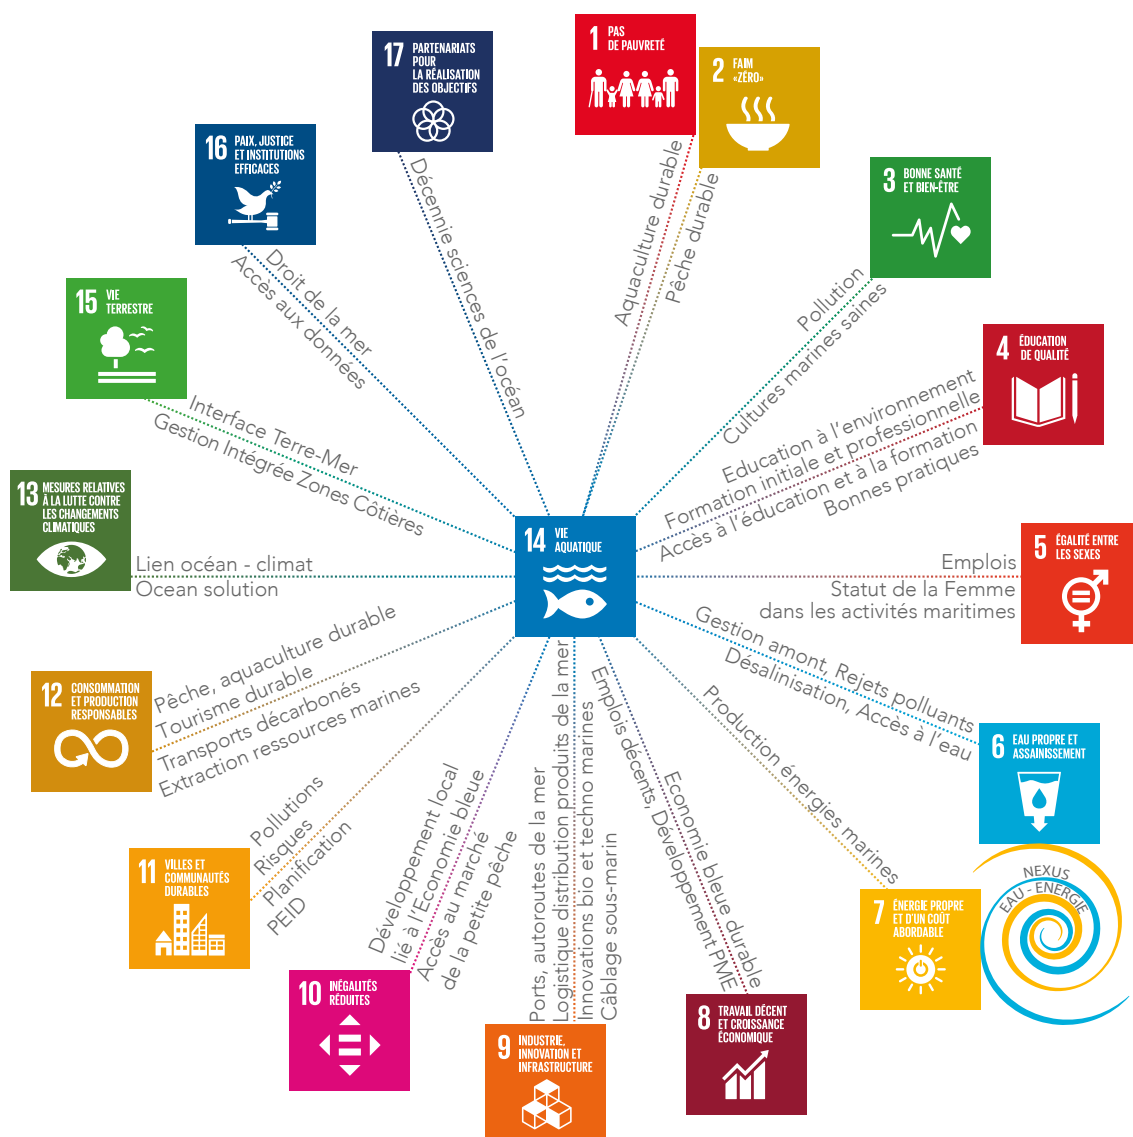 1 PAS
DE PAUVRETÉ
Aquaculture durable
2 FAIM
«ZÉRO»
Pêche durable
3 BONNE SANTÉ
ET BIEN-ÊTRE
Pollution
Cultures marines saines
4 ÉDUCATION
DE QUALITÉ
Education à l'environnement
Formation initiale et professionnelle
Accès à l'éducation et à la formation
Bonnes pratiques
5 ÉGALITÉ ENTRE
LES SEXES
Emplois
Statut de la Femme
dans les activités maritimes
6 EAU PROPRE ET
ASSAINISSEMENT
Gestion amont, Rejets polluants
Désalinisation, Accès à l'eau
NEXUS
EAU - ENERGIE
7 ÉNERGIE PROPRE
ET D'UN COÛT
ABORDABLE
Production énergies marines
8 TRAVAIL DÉCENT
ET CROISSANCE
ÉCONOMIQUE
Economie bleue durable
Emplois décents, Développement PME
9 INDUSTRIE,
INNOVATION ET
INFRASTRUCTURE
Ports, autoroutes de la mer
Logistique distribution produits de la mer
Innovations bio et techno marines
Câblage sous-marin
10 INÉGALITÉS
RÉDUITES
Développement local
lié à l'Economie bleue
Accès au marché
de la petite pêche
11 VILLES ET
COMMUNAUTÉS
DURABLES
Pollutions
Risques
Planification
PEID
12 CONSOMMATION
ET PRODUCTION
RESPONSABLES
Pêche, aquaculture durable
Tourisme durable
Transports décarbonés
Extraction ressources marines
13 MESURES RELATIVES
À LA LUTTE CONTRE
LES CHANGEMENTS
CLIMATIQUES
Lien océan - climat
Ocean solution
14 VIE
AQUATIQUE
15 VIE
TERRESTRE
Interface Terre-Mer
Gestion Intégrée Zones Côtières
16 PAIX, JUSTICE
ET INSTITUTIONS
EFFICACES
Droit de la mer
Accès aux données
17 PARTENARIATS
POUR
LA RÉALISATION
DES OBJECTIFS
Décennie sciences de l'océan